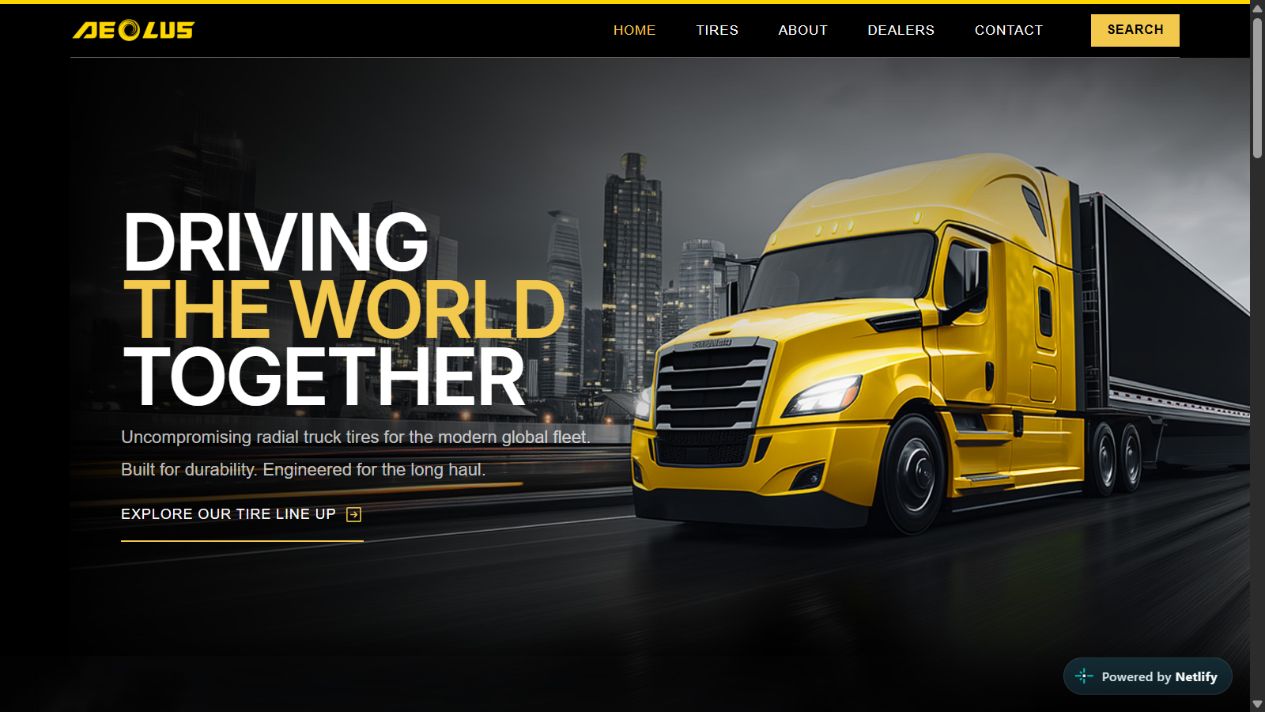 AEOLUS
HOME TIRES ABOUT DEALERS CONTACT SEARCH
DRIVING
THE WORLD
TOGETHER
Uncompromising radial truck tires for the modern global fleet.
Built for durability. Engineered for the long haul.
EXPLORE OUR TIRE LINE UP
Powered by Netlify